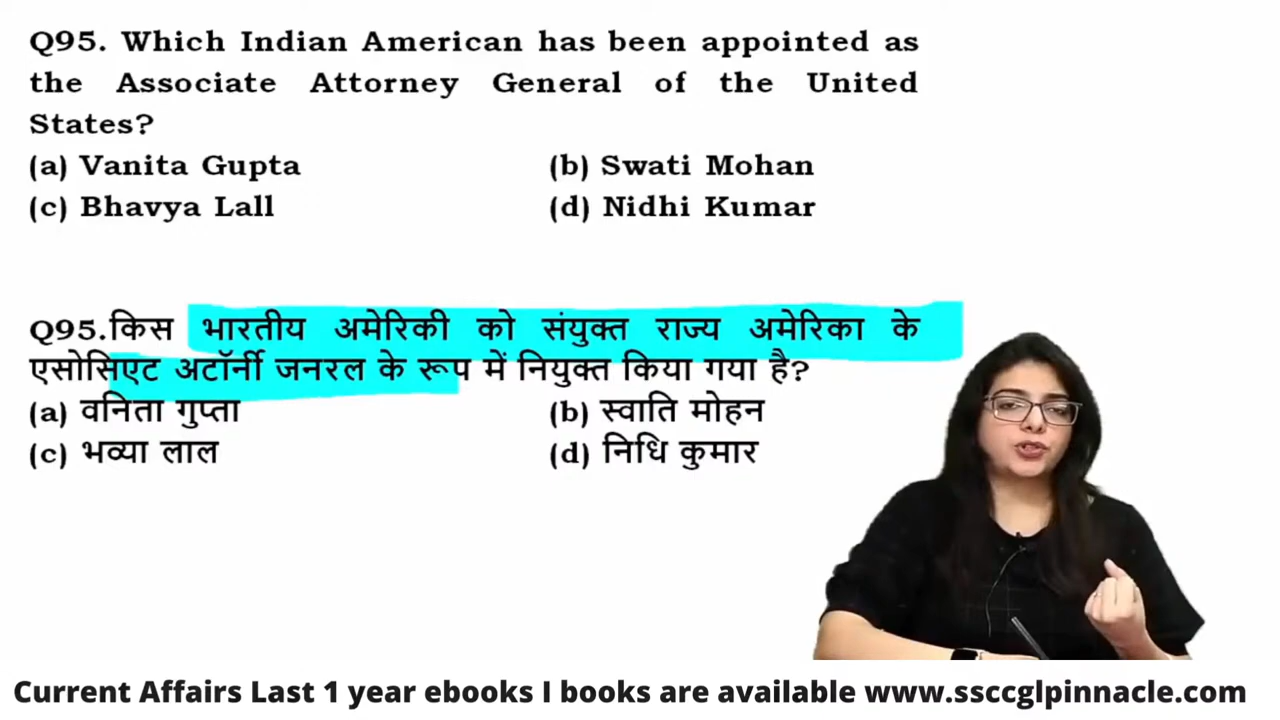 Q95. Which Indian American has been appointed as
the Associate Attorney General of the United
States?
(a) Vanita Gupta (b) Swati Mohan
(c) Bhavya Lall (d) Nidhi Kumar
Q95.किस भारतीय अमेरिकी को संयुक्त राज्य अमेरिका के
एसोसिएट अटॉर्नी जनरल के रूप में नियुक्त किया गया है?
(a) वनिता गुप्ता (b) स्वाति मोहन
(c) भव्या लाल (d) निधि कुमार
Current Affairs Last 1 year ebooks I books are available www.ssccglpinnacle.com